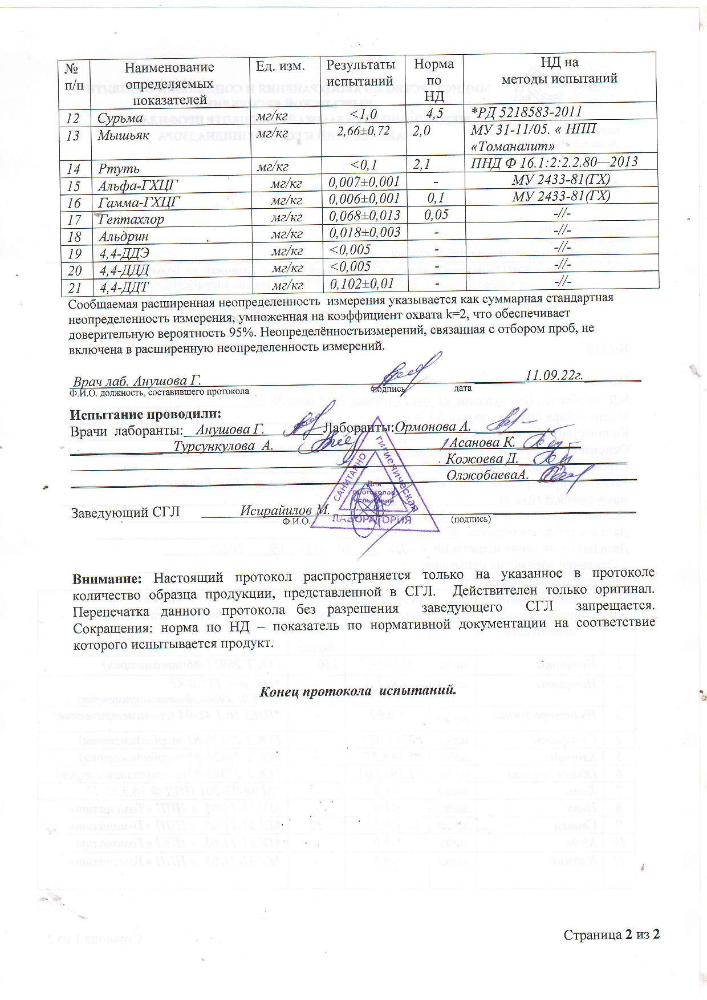 № п/п | Наименование определяемых показателей | Ед. изм. | Результаты испытаний | Норма по НД | НД на методы испытаний
12 | Сурьма | мг/кг | <1,0 | 4,5 | *РД 5218583-2011
13 | Мышьяк | мг/кг | 2,66±0,72 | 2,0 | МУ 31-11/05. « НПП «Томаналит»
14 | Ртуть | мг/кг | <0,1 | 2,1 | ПНД Ф 16.1:2:2.2.80—2013
15 | Альфа-ГХЦГ | мг/кг | 0,007±0,001 | - | МУ 2433-81(ГХ)
16 | Гамма-ГХЦГ | мг/кг | 0,006±0,001 | 0,1 | МУ 2433-81(ГХ)
17 | Гептахлор | мг/кг | 0,068±0,013 | 0,05 | -//-
18 | Альдрин | мг/кг | 0,018±0,003 | - | -//-
19 | 4,4-ДДЭ | мг/кг | <0,005 | - | -//-
20 | 4,4-ДДД | мг/кг | <0,005 | - | -//-
21 | 4,4-ДДТ | мг/кг | 0,102±0,01 | - | -//-
Сообщаемая расширенная неопределенность измерения указывается как суммарная стандартная
неопределенность измерения, умноженная на коэффициент охвата k=2, что обеспечивает
доверительную вероятность 95%. Неопределённостьизмерений, связанная с отбором проб, не
включена в расширенную неопределенность измерений.
Врач лаб. Анушова Г. 11.09.22г.
Ф.И.О. должность, составившего протокола подпись дата
Испытание проводили:
Врачи лаборанты: Анушова Г. Лаборанты: Ормонова А.
Турсункулова А. Асанова К.
Кожоева Д.
ОлжобаеваА.
САНИТАРНО ГИГИЕНИЧЕСКАЯ ЛАБОРАТОРИЯ
Для
протоколов
испытаний
Заведующий СГЛ Исирайилов М.
Ф.И.О. (подпись)
Внимание: Настоящий протокол распространяется только на указанное в протоколе
количество образца продукции, представленной в СГЛ. Действителен только оригинал.
Перепечатка данного протокола без разрешения заведующего СГЛ запрещается.
Сокращения: норма по НД – показатель по нормативной документации на соответствие
которого испытывается продукт.
Конец протокола испытаний.
Страница 2 из 2